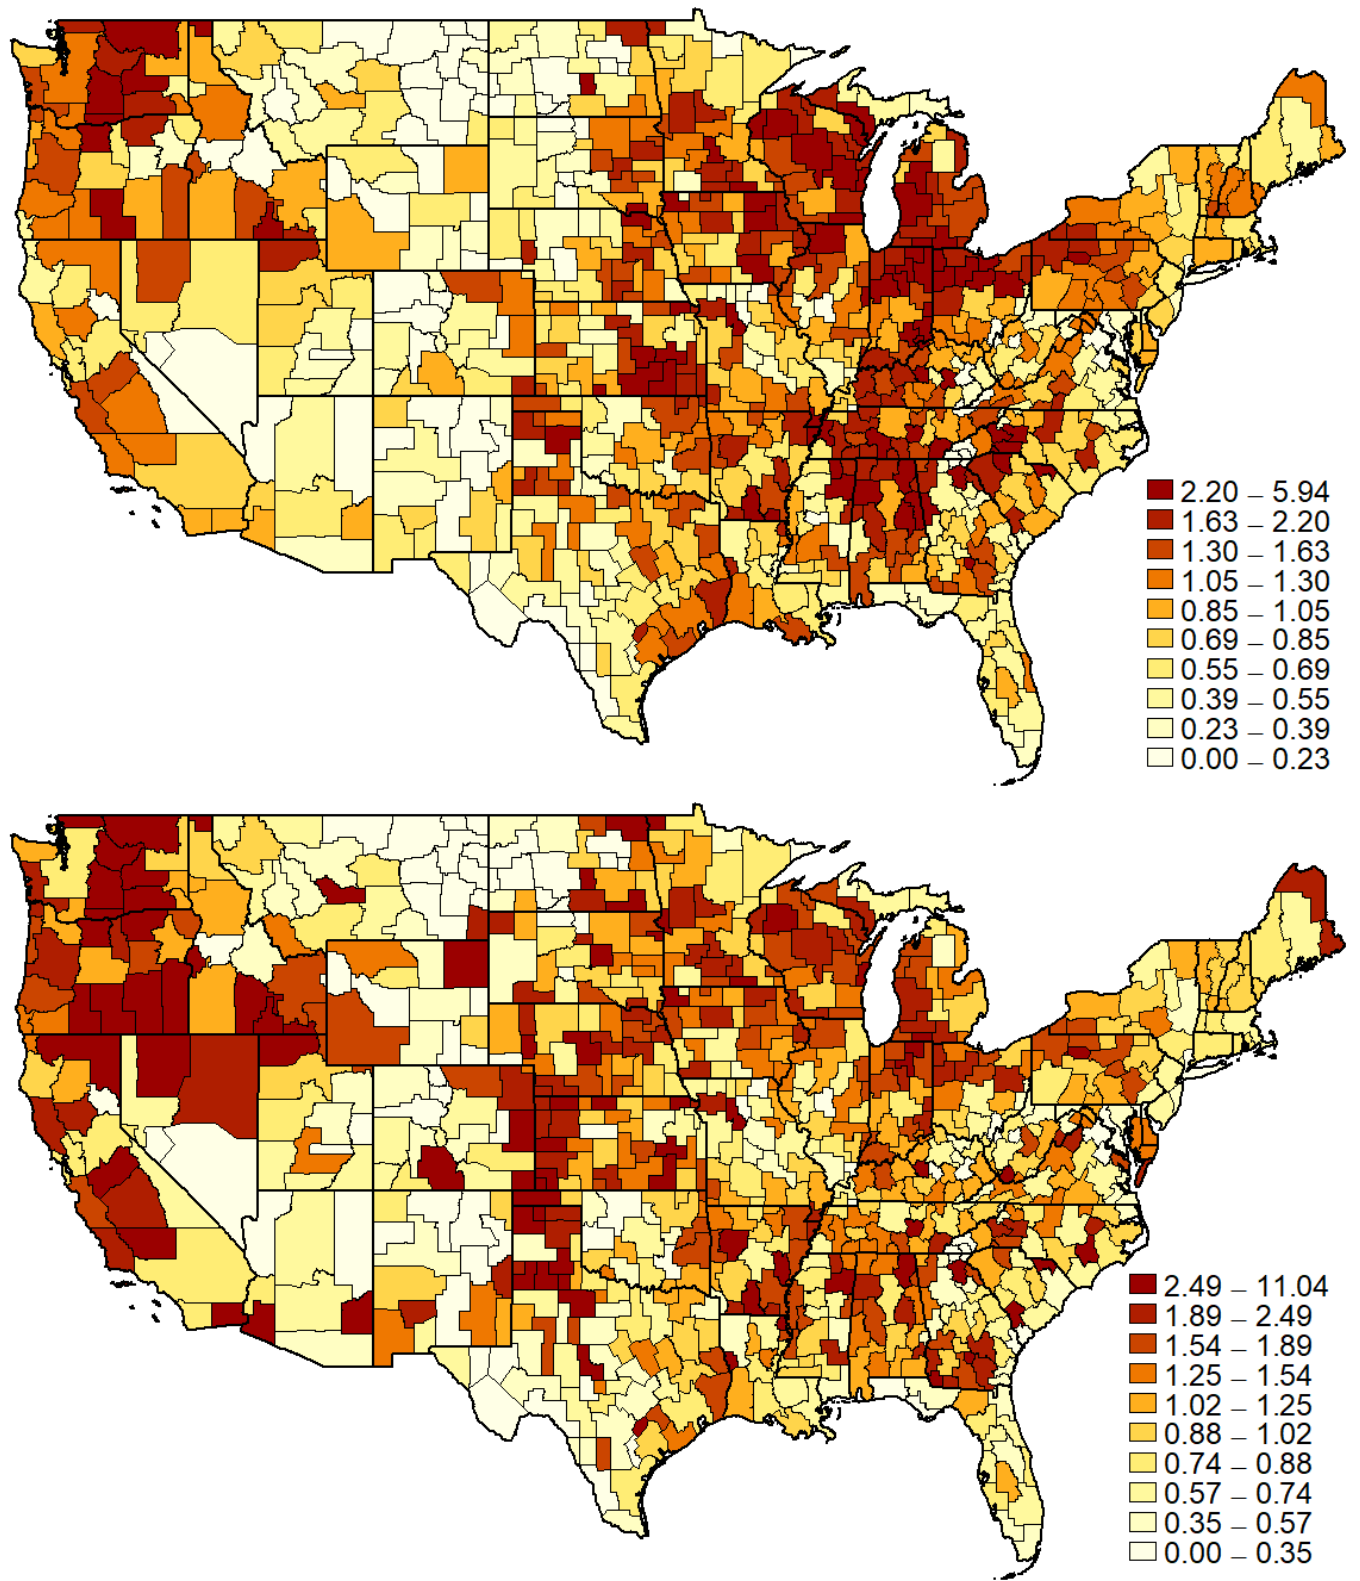 2.20 – 5.94
1.63 – 2.20
1.30 – 1.63
1.05 – 1.30
0.85 – 1.05
0.69 – 0.85
0.55 – 0.69
0.39 – 0.55
0.23 – 0.39
0.00 – 0.23
2.49 – 11.04
1.89 – 2.49
1.54 – 1.89
1.25 – 1.54
1.02 – 1.25
0.88 – 1.02
0.74 – 0.88
0.57 – 0.74
0.35 – 0.57
0.00 – 0.35